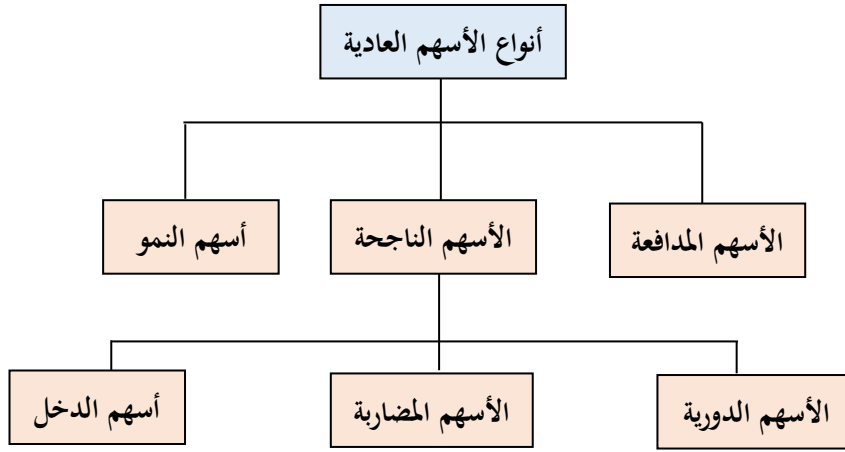 أنواع الأسهم العادية
الأسهم المدافعة
الأسهم الناجحة
أسهم النمو
الأسهم الدورية
الأسهم المضاربة
أسهم الدخل